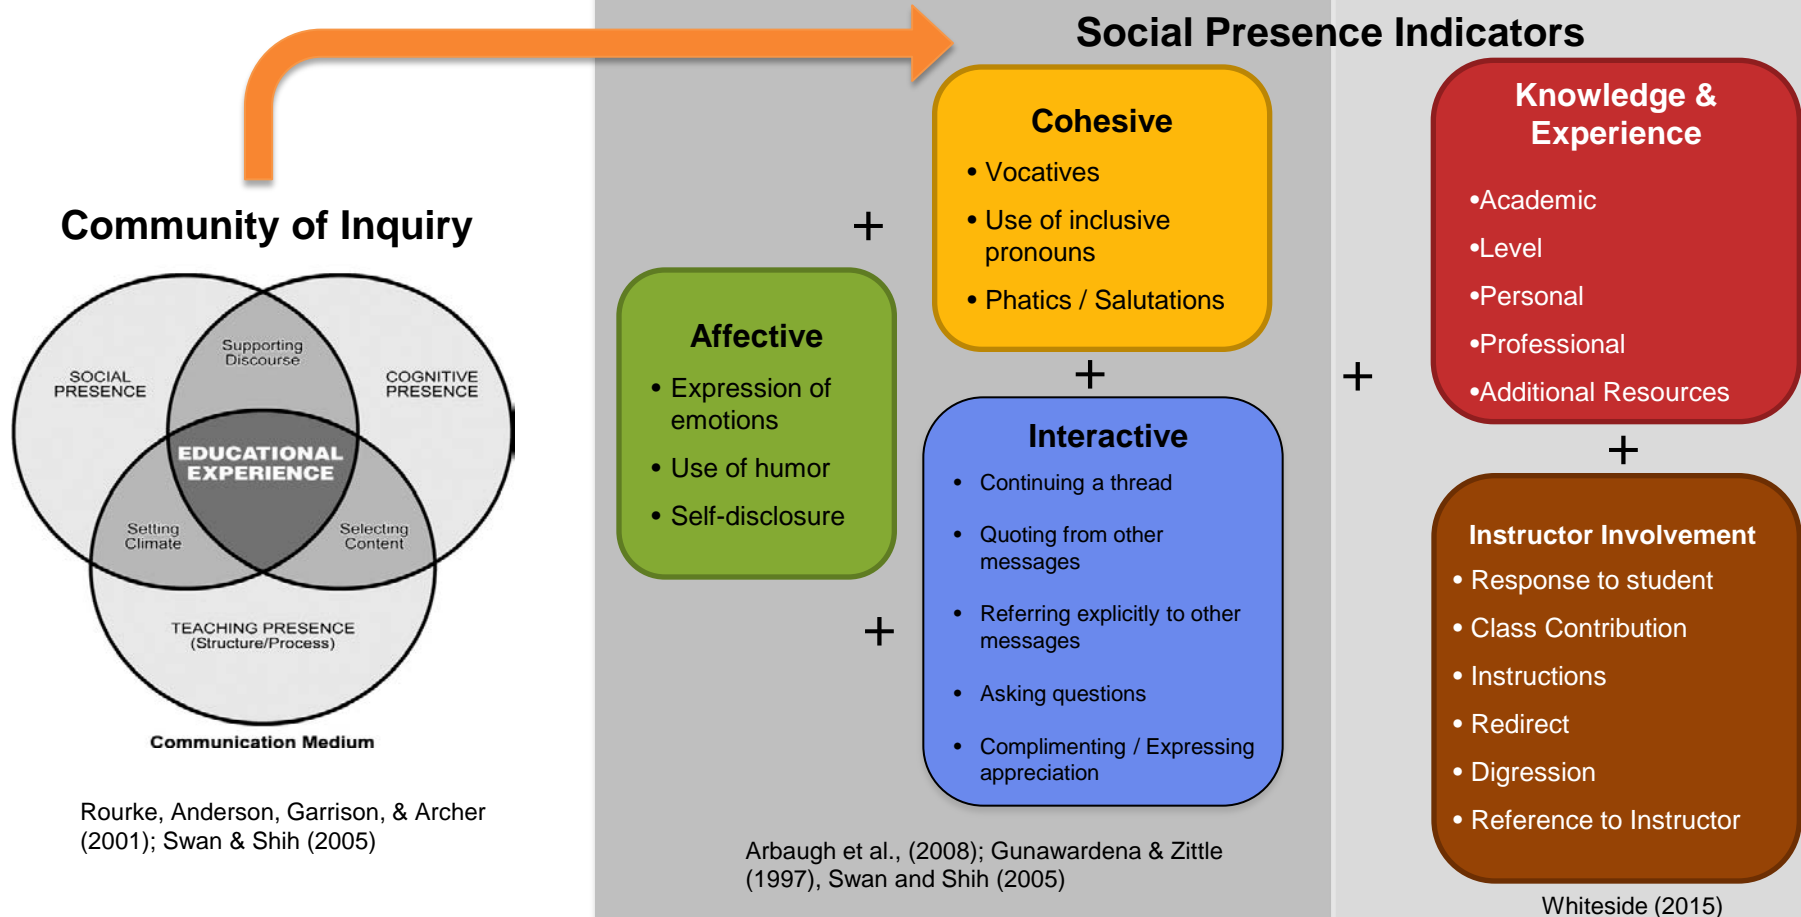 Social Presence Indicators
Community of Inquiry
SOCIAL
PRESENCE
Supporting
Discourse
COGNITIVE
PRESENCE
EDUCATIONAL
EXPERIENCE
Setting
Climate
Selecting
Content
TEACHING PRESENCE
(Structure/Process)
Communication Medium
Rourke, Anderson, Garrison, & Archer
(2001); Swan & Shih (2005)
Affective
• Expression of
emotions
• Use of humor
• Self-disclosure
+
Cohesive
• Vocatives
• Use of inclusive
pronouns
• Phatics / Salutations
+
+
Interactive
• Continuing a thread
• Quoting from other
messages
• Referring explicitly to other
messages
• Asking questions
• Complimenting / Expressing
appreciation
Arbaugh et al., (2008); Gunawardena & Zittle
(1997), Swan and Shih (2005)
+
Knowledge &
Experience
•Academic
•Level
•Personal
•Professional
•Additional Resources
+
Instructor Involvement
• Response to student
• Class Contribution
• Instructions
• Redirect
• Digression
• Reference to Instructor
Whiteside (2015)